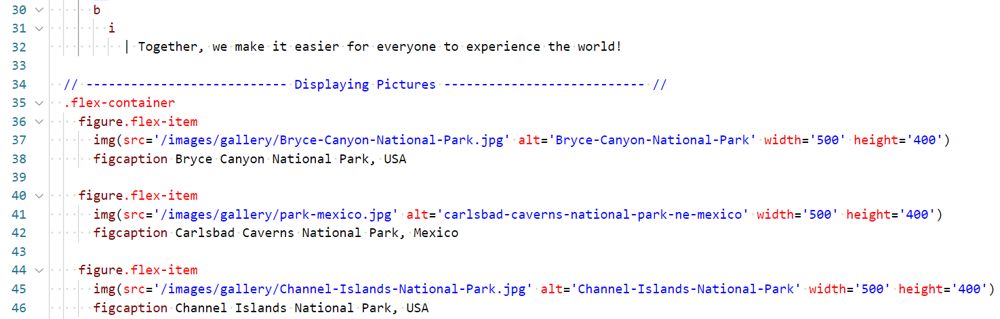 30 b
31 i
32 | Together, we make it easier for everyone to experience the world!
33
34 // --------------------------- Displaying Pictures --------------------------- //
35 .flex-container
36 figure.flex-item
37 img(src='/images/gallery/Bryce-Canyon-National-Park.jpg' alt='Bryce-Canyon-National-Park' width='500' height='400')
38 figcaption Bryce Canyon National Park, USA
39
40 figure.flex-item
41 img(src='/images/gallery/park-mexico.jpg' alt='carlsbad-caverns-national-park-ne-mexico' width='500' height='400')
42 figcaption Carlsbad Caverns National Park, Mexico
43
44 figure.flex-item
45 img(src='/images/gallery/Channel-Islands-National-Park.jpg' alt='Channel-Islands-National-Park' width='500' height='400')
46 figcaption Channel Islands National Park, USA